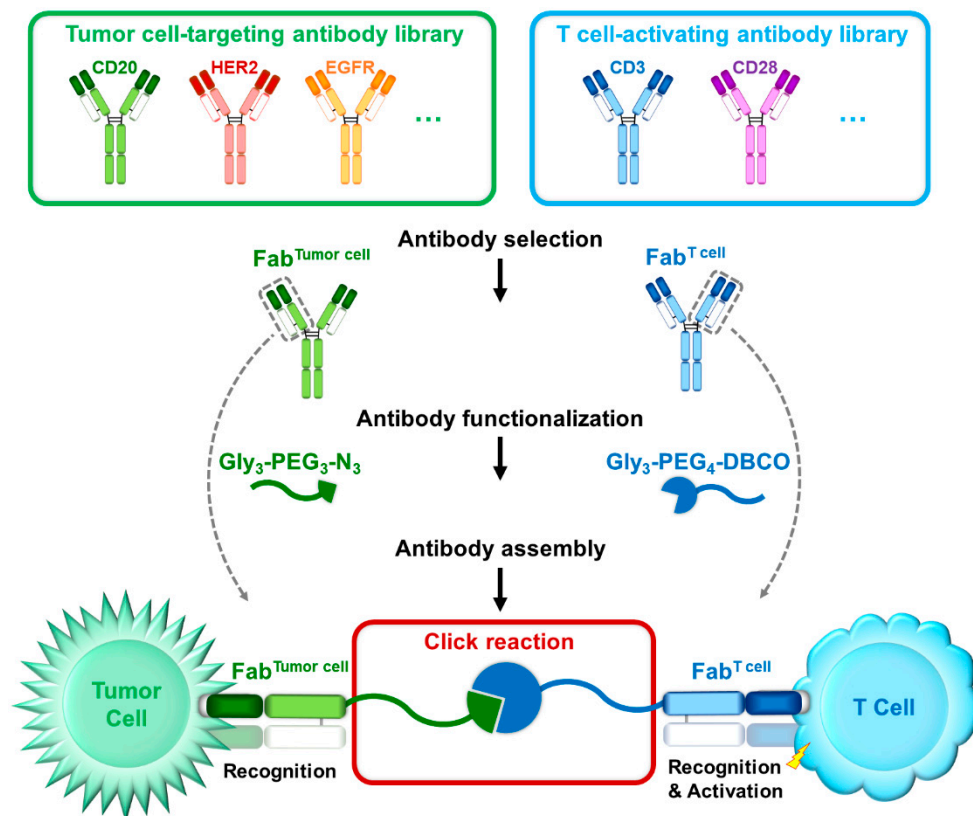 Tumor cell-targeting antibody library
T cell-activating antibody library
CD20
HER2
EGFR
...
CD3
CD28
...
Antibody selection
Fab^Tumor cell
Fab^T cell
Antibody functionalization
Gly₃-PEG₃-N₃
Gly₃-PEG₄-DBCO
Antibody assembly
Click reaction
Fab^Tumor cell
Fab^T cell
Tumor
Cell
T Cell
Recognition
Recognition
& Activation